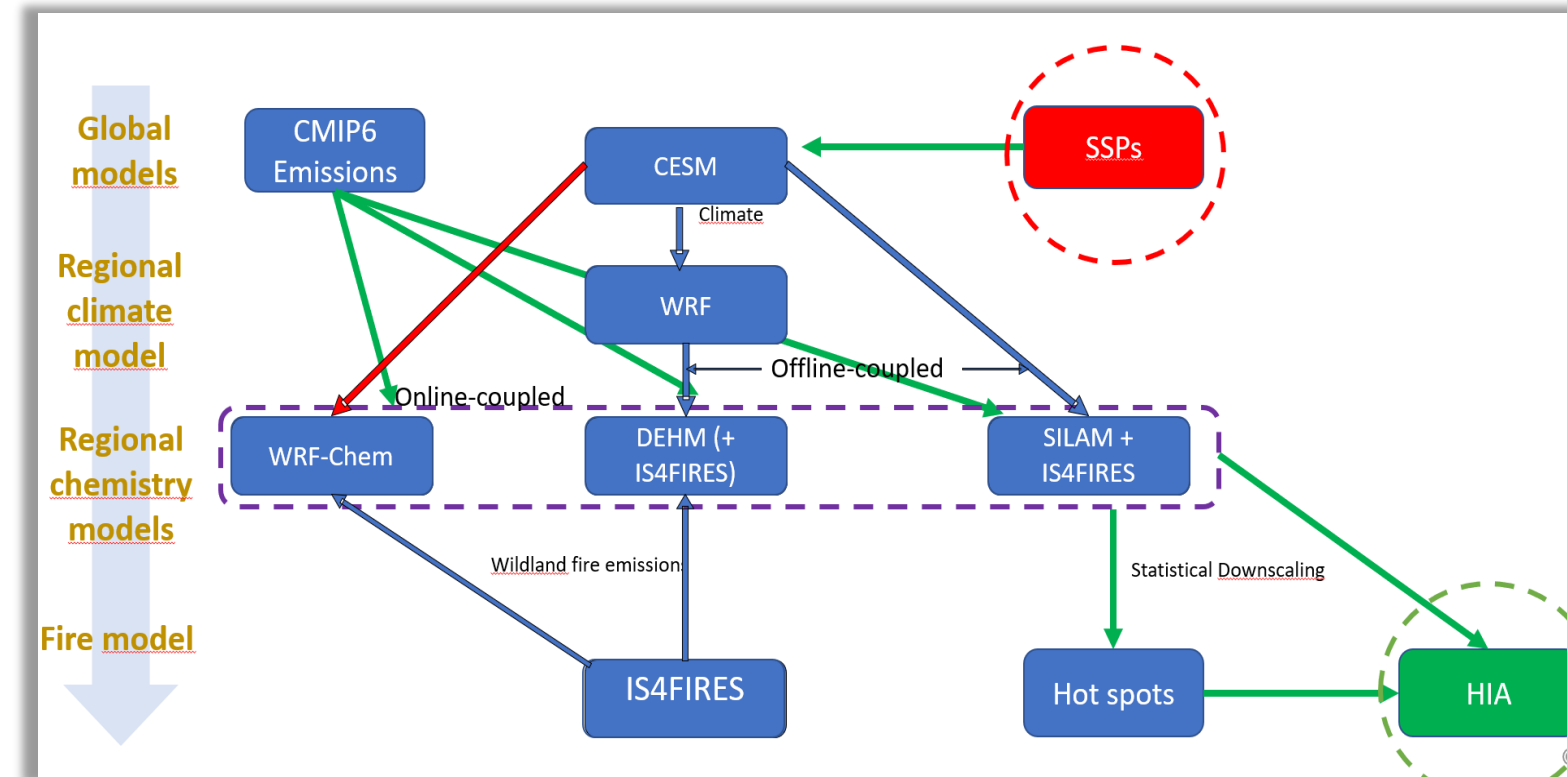 Global
models
CMIP6
Emissions
CESM
SSPs
Climate
Regional
climate
model
WRF
Offline-coupled
Online-coupled
Regional
chemistry
models
WRF-Chem
DEHM (+
IS4FIRES)
SILAM +
IS4FIRES
Wildland fire emissions
Statistical Downscaling
Fire model
IS4FIRES
Hot spots
HIA